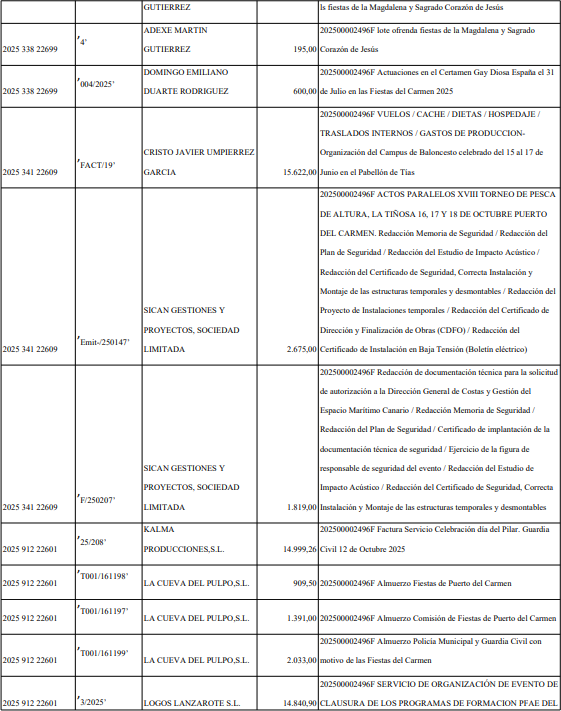 GUTIERREZ
ls fiestas de la Magdalena y Sagrado Corazón de Jesús
2025 338 22699
'4'
ADEXE MARTIN
GUTIERREZ
195,00
202500002496F lote ofrenda fiestas de la Magdalena y Sagrado
Corazón de Jesús
2025 338 22699
'004/2025'
DOMINGO EMILIANO
DUARTE RODRIGUEZ
600,00
202500002496F Actuaciones en el Certamen Gay Diosa España el 31
de Julio en las Fiestas del Carmen 2025
2025 341 22609
'FACT/19'
CRISTO JAVIER UMPIERREZ
GARCIA
15.622,00
202500002496F VUELOS / CACHE / DIETAS / HOSPEDAJE /
TRASLADOS INTERNOS / GASTOS DE PRODUCCION-
Organización del Campus de Baloncesto celebrado del 15 al 17 de
Junio en el Pabellón de Tías
2025 341 22609
'Emit-/250147'
SICAN GESTIONES Y
PROYECTOS, SOCIEDAD
LIMITADA
2.675,00
202500002496F ACTOS PARALELOS XVIII TORNEO DE PESCA
DE ALTURA, LA TIÑOSA 16, 17 Y 18 DE OCTUBRE PUERTO
DEL CARMEN. Redacción Memoria de Seguridad / Redacción del
Plan de Seguridad / Redacción del Estudio de Impacto Acústico /
Redacción del Certificado de Seguridad, Correcta Instalación y
Montaje de las estructuras temporales y desmontables / Redacción del
Proyecto de Instalaciones temporales / Redacción del Certificado de
Dirección y Finalización de Obras (CDFO) / Redacción del
Certificado de Instalación en Baja Tensión (Boletín eléctrico)
2025 341 22609
'F/250207'
SICAN GESTIONES Y
PROYECTOS, SOCIEDAD
LIMITADA
1.819,00
202500002496F Redacción de documentación técnica para la solicitud
de autorización a la Dirección General de Costas y Gestión del
Espacio Marítimo Canario / Redacción Memoria de Seguridad /
Redacción del Plan de Seguridad / Certificado de implantación de la
documentación técnica de seguridad / Ejercicio de la figura de
responsable de seguridad del evento / Redacción del Estudio de
Impacto Acústico / Redacción del Certificado de Seguridad, Correcta
Instalación y Montaje de las estructuras temporales y desmontables
2025 912 22601
'25/208'
KALMA
PRODUCCIONES,S.L.
14.999,26
202500002496F Factura Servicio Celebración día del Pilar. Guardia
Civil 12 de Octubre 2025
2025 912 22601
'T001/161198'
LA CUEVA DEL PULPO,S.L.
909,50
202500002496F Almuerzo Fiestas de Puerto del Carmen
2025 912 22601
'T001/161197'
LA CUEVA DEL PULPO,S.L.
1.391,00
202500002496F Almuerzo Comisión de Fiestas de Puerto del Carmen
2025 912 22601
'T001/161199'
LA CUEVA DEL PULPO,S.L.
2.033,00
202500002496F Almuerzo Policía Municipal y Guardia Civil con
motivo de las Fiestas del Carmen
2025 912 22601
'3/2025'
LOGOS LANZAROTE S.L.
14.840,90
202500002496F SERVICIO DE ORGANIZACIÓN DE EVENTO DE
CLAUSURA DE LOS PROGRAMAS DE FORMACION PFAE DEL